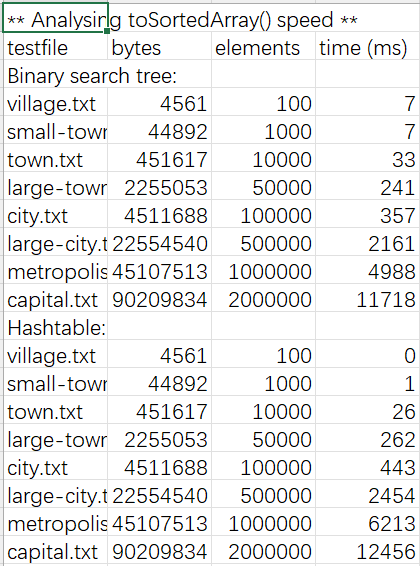 ** Analysing toSortedArray() speed **
testfile bytes elements time (ms)
Binary search tree:
village.txt 4561 100 7
small-town 44892 1000 7
town.txt 451617 10000 33
large-town 2255053 50000 241
city.txt 4511688 100000 357
large-city.t 22554540 500000 2161
metropolis 45107513 1000000 4988
capital.txt 90209834 2000000 11718
Hashtable:
village.txt 4561 100 0
small-town 44892 1000 1
town.txt 451617 10000 26
large-town 2255053 50000 262
city.txt 4511688 100000 443
large-city.t 22554540 500000 2454
metropolis 45107513 1000000 6213
capital.txt 90209834 2000000 12456